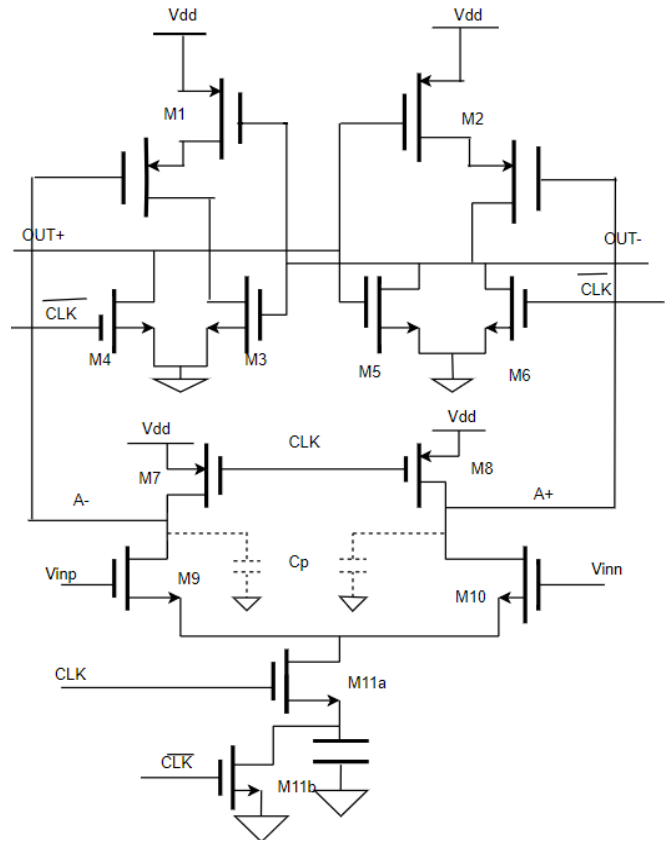 Vdd
Vdd
M1
M2
OUT+
OUT-
CLK
CLK
M4
M3
M5
M6
Vdd
Vdd
CLK
M7
M8
A-
A+
Vinp
M9
Cp
M10
Vinn
CLK
M11a
CLK
M11b